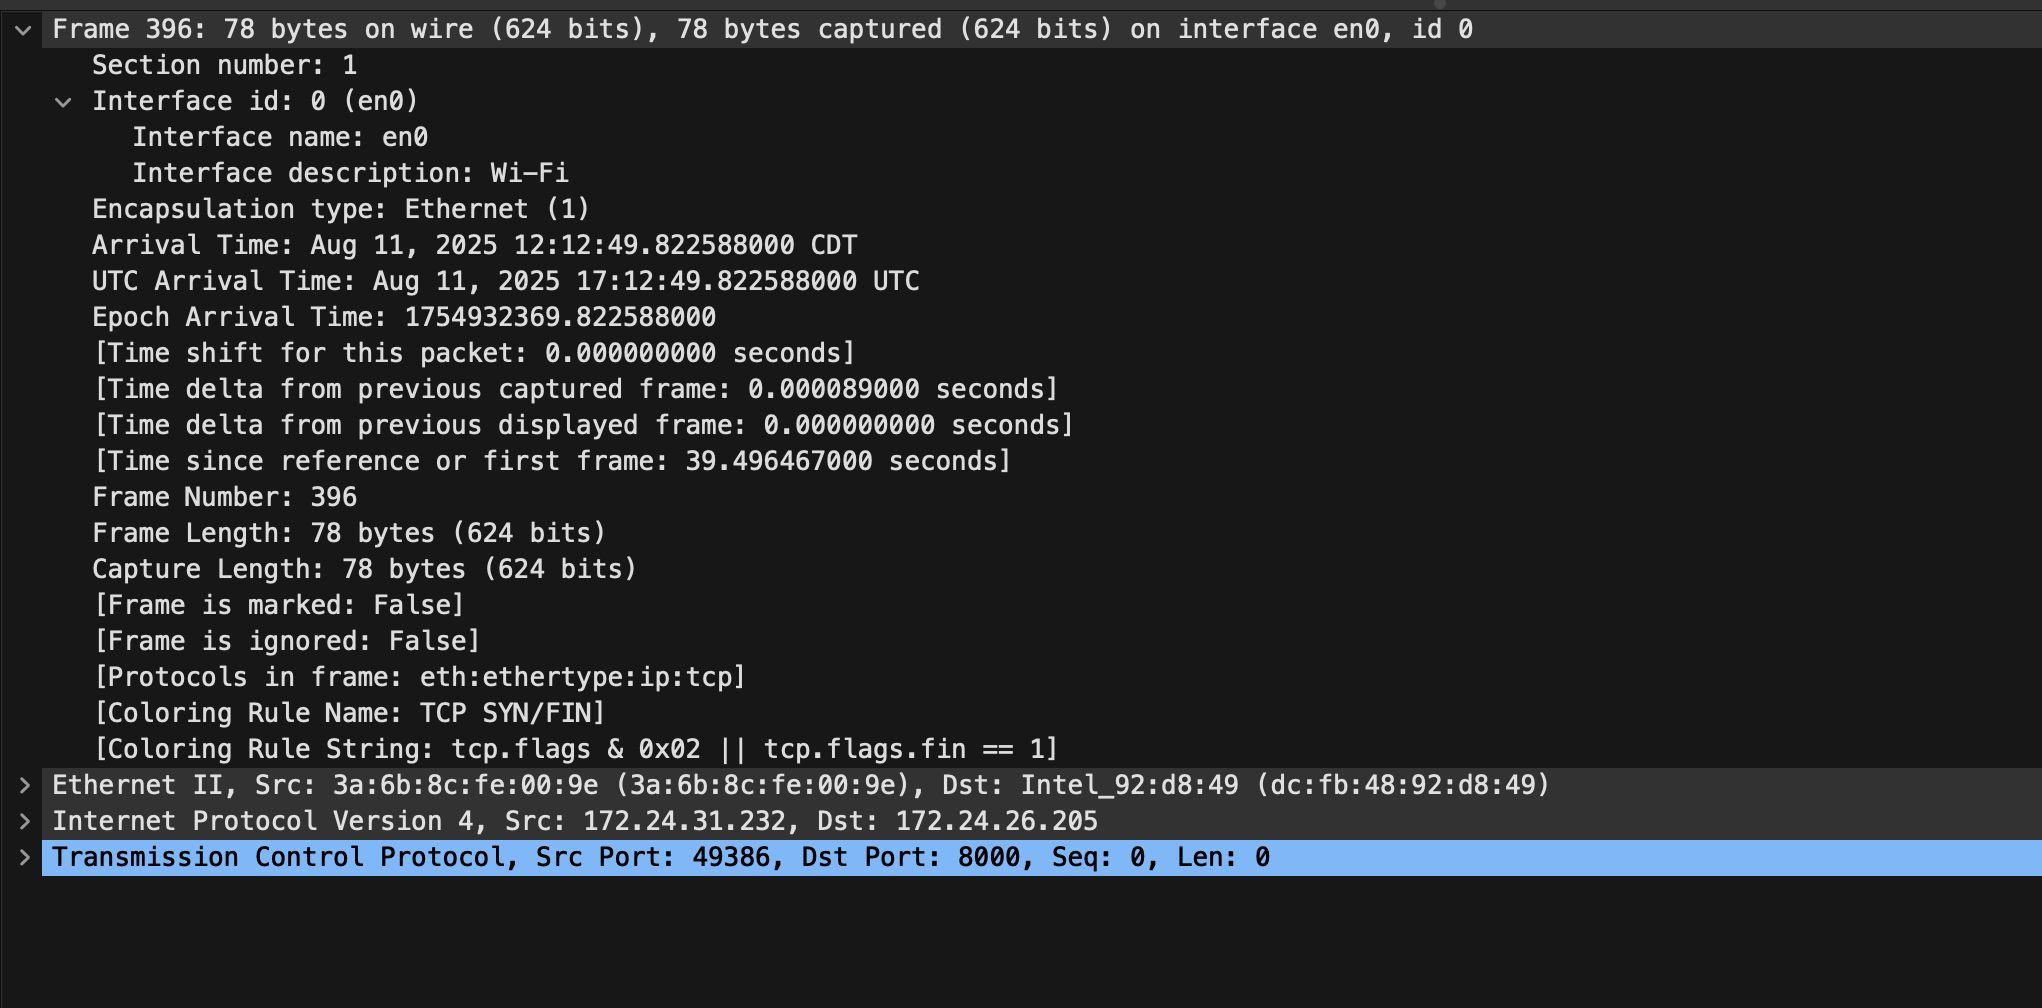 Frame 396: 78 bytes on wire (624 bits), 78 bytes captured (624 bits) on interface en0, id 0
Section number: 1
Interface id: 0 (en0)
Interface name: en0
Interface description: Wi-Fi
Encapsulation type: Ethernet (1)
Arrival Time: Aug 11, 2025 12:12:49.822588000 CDT
UTC Arrival Time: Aug 11, 2025 17:12:49.822588000 UTC
Epoch Arrival Time: 1754932369.822588000
[Time shift for this packet: 0.000000000 seconds]
[Time delta from previous captured frame: 0.000089000 seconds]
[Time delta from previous displayed frame: 0.000000000 seconds]
[Time since reference or first frame: 39.496467000 seconds]
Frame Number: 396
Frame Length: 78 bytes (624 bits)
Capture Length: 78 bytes (624 bits)
[Frame is marked: False]
[Frame is ignored: False]
[Protocols in frame: eth:ethertype:ip:tcp]
[Coloring Rule Name: TCP SYN/FIN]
[Coloring Rule String: tcp.flags & 0x02 || tcp.flags.fin == 1]
Ethernet II, Src: 3a:6b:8c:fe:00:9e (3a:6b:8c:fe:00:9e), Dst: Intel_92:d8:49 (dc:fb:48:92:d8:49)
Internet Protocol Version 4, Src: 172.24.31.232, Dst: 172.24.26.205
Transmission Control Protocol, Src Port: 49386, Dst Port: 8000, Seq: 0, Len: 0